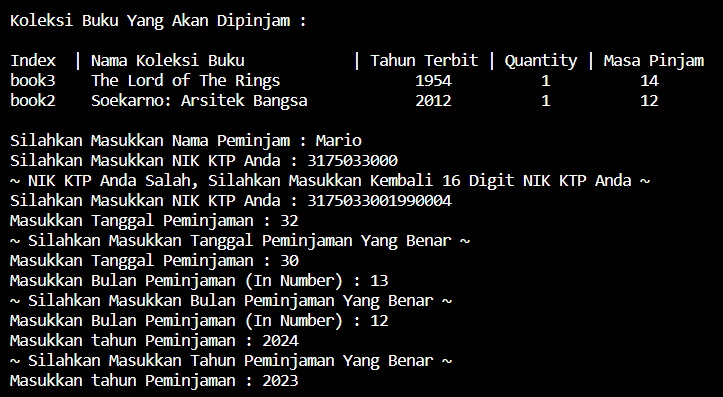 Koleksi Buku Yang Akan Dipinjam :
Index | Nama Koleksi Buku | Tahun Terbit | Quantity | Masa Pinjam
book3 The Lord of The Rings 1954 1 14
book2 Soekarno: Arsitek Bangsa 2012 1 12
Silahkan Masukkan Nama Peminjam : Mario
Silahkan Masukkan NIK KTP Anda : 3175033000
~ NIK KTP Anda Salah, Silahkan Masukkan Kembali 16 Digit NIK KTP Anda ~
Silahkan Masukkan NIK KTP Anda : 3175033001990004
Masukkan Tanggal Peminjaman : 32
~ Silahkan Masukkan Tanggal Peminjaman Yang Benar ~
Masukkan Tanggal Peminjaman : 30
Masukkan Bulan Peminjaman (In Number) : 13
~ Silahkan Masukkan Bulan Peminjaman Yang Benar ~
Masukkan Bulan Peminjaman (In Number) : 12
Masukkan tahun Peminjaman : 2024
~ Silahkan Masukkan Tahun Peminjaman Yang Benar ~
Masukkan tahun Peminjaman : 2023